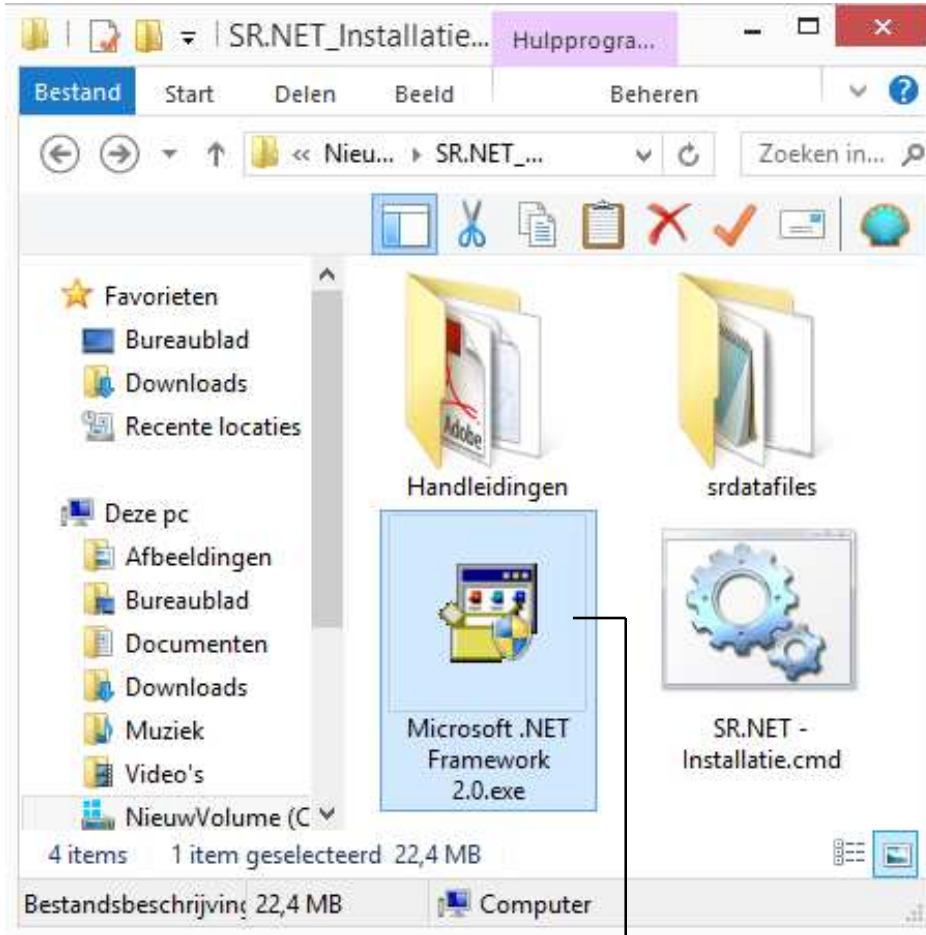 SR.NET_Installatie...
Hulpprogra...
Bestand
Start
Delen
Beeld
Beheren
« Nieu...
SR.NET_...
Zoeken in...
Favorieten
Bureaublad
Downloads
Recente locaties
Deze pc
Afbeeldingen
Bureaublad
Documenten
Downloads
Muziek
Video's
NieuwVolume (C
Adobe
Handleidingen
srdatafiles
Microsoft .NET
Framework
2.0.exe
SR.NET -
Installatie.cmd
4 items
1 item geselecteerd 22,4 MB
Bestandsbeschrijving
22,4 MB
Computer